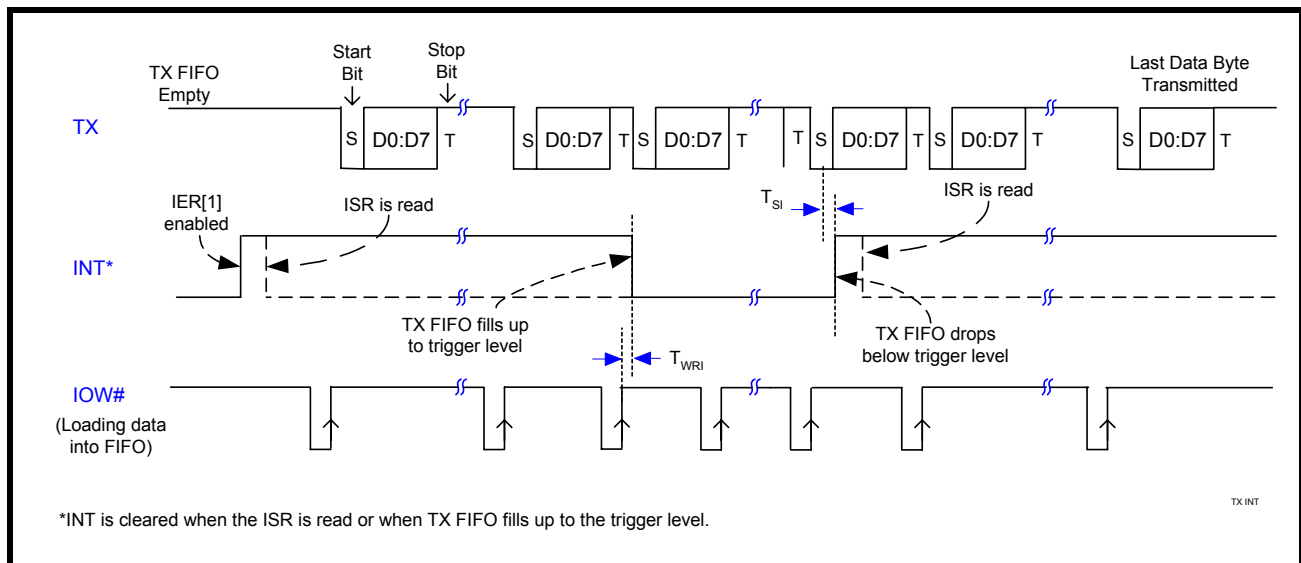 Start
Bit
Stop
Bit
TX FIFO
Empty
Last Data Byte
Transmitted
TX
S D0:D7 T S D0:D7 T S D0:D7 T T S D0:D7 T S D0:D7 T S D0:D7 T
IER[1]
enabled
ISR is read
TSI
ISR is read
INT*
TX FIFO fills up
to trigger level
TX FIFO drops
below trigger level
TWRI
IOW#
(Loading data
into FIFO)
TX INT
*INT is cleared when the ISR is read or when TX FIFO fills up to the trigger level.